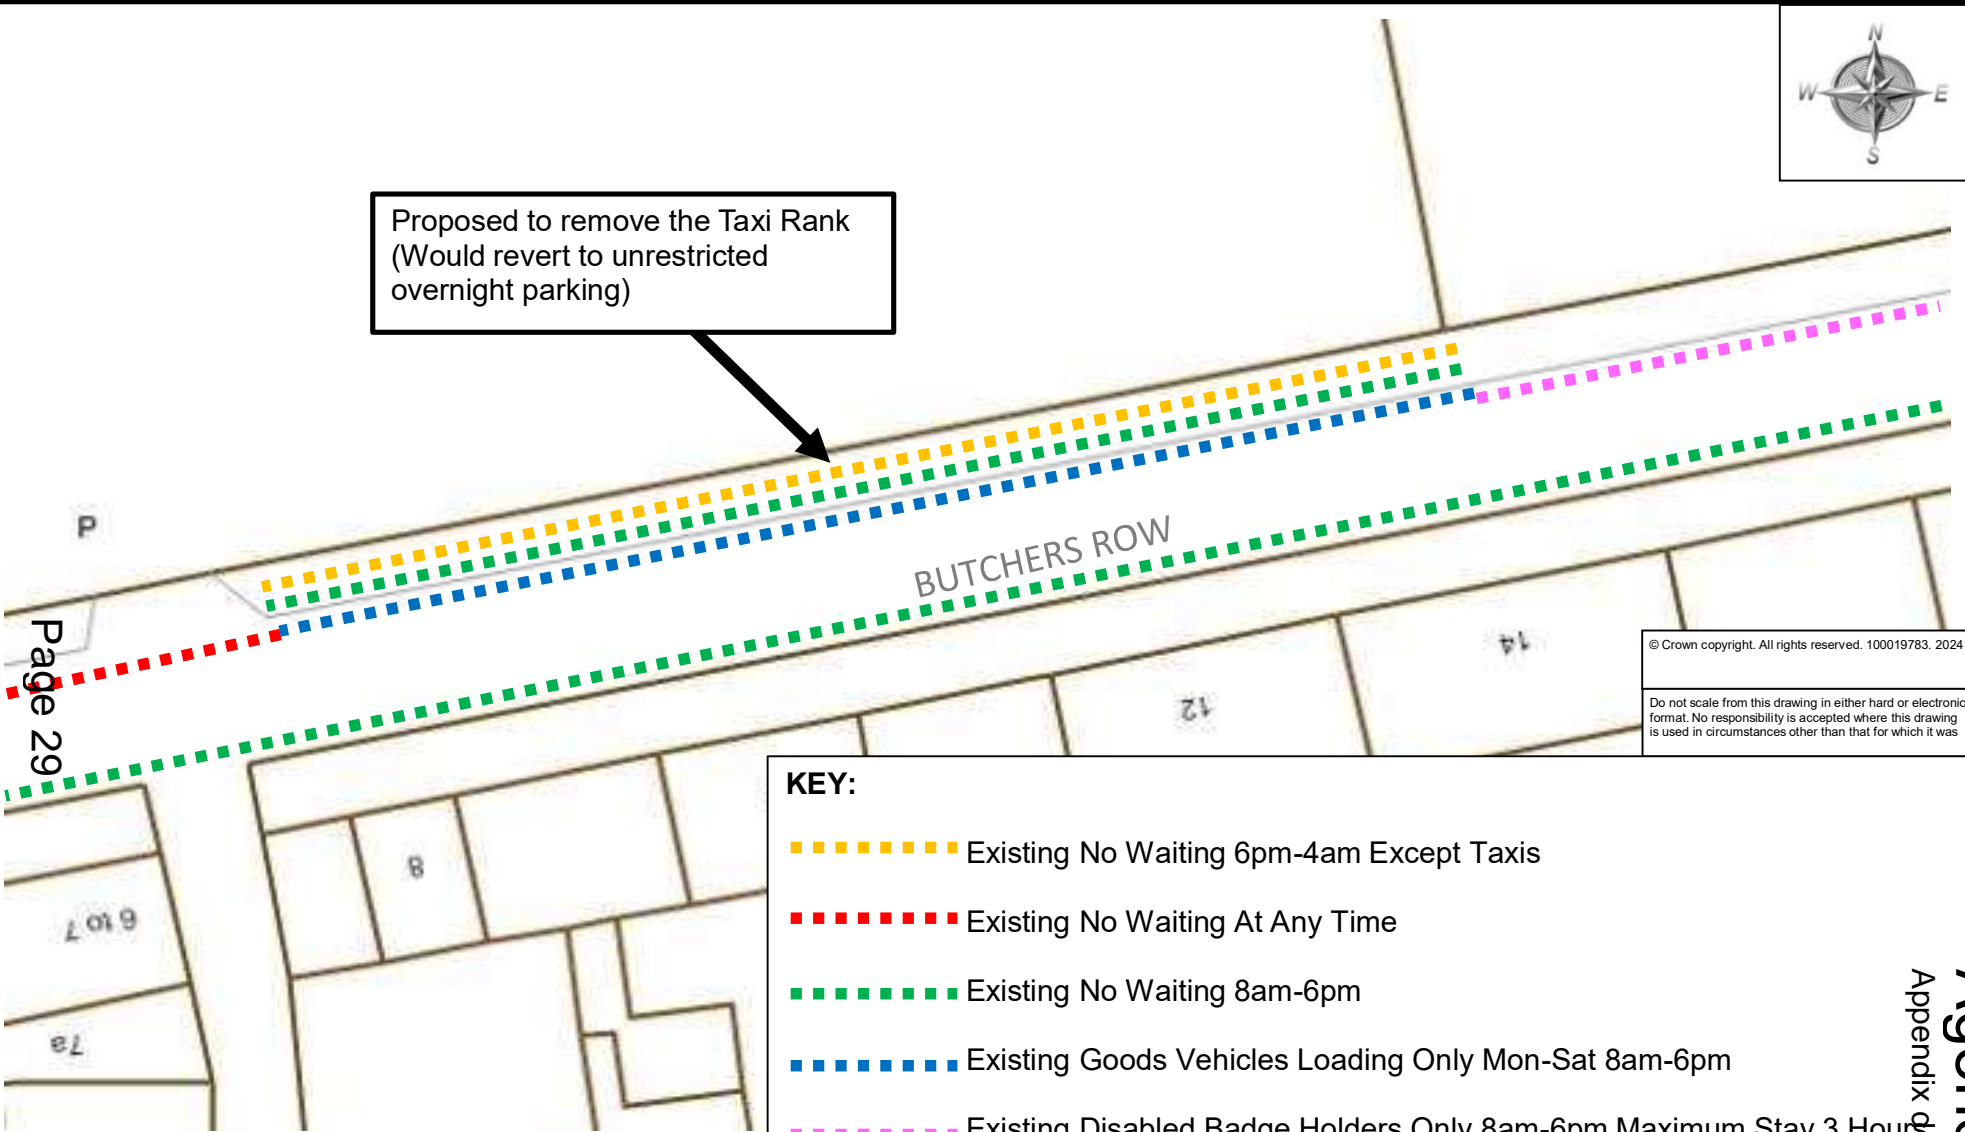 N
W E
S
Proposed to remove the Taxi Rank
(Would revert to unrestricted
overnight parking)
P
BUTCHERS ROW
Page 29
14
12
8
6 to 7
7a
© Crown copyright. All rights reserved. 100019783. 2024
Do not scale from this drawing in either hard or electronic
format. No responsibility is accepted where this drawing
is used in circumstances other than that for which it was
KEY:
Existing No Waiting 6pm-4am Except Taxis
Existing No Waiting At Any Time
Existing No Waiting 8am-6pm
Existing Goods Vehicles Loading Only Mon-Sat 8am-6pm
Existing Disabled Badge Holders Only 8am-6pm Maximum Stay 3 Hours
Appendix d